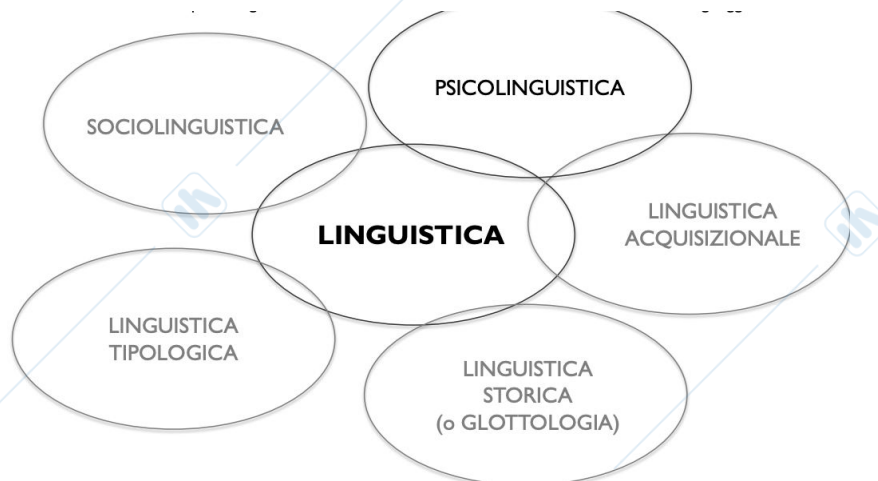 PSICOLINGUISTICA
SOCIOLINGUISTICA
LINGUISTICA
ACQUISIZIONALE
LINGUISTICA
LINGUISTICA
TIPOLOGICA
LINGUISTICA
STORICA
(o GLOTTOLOGIA)